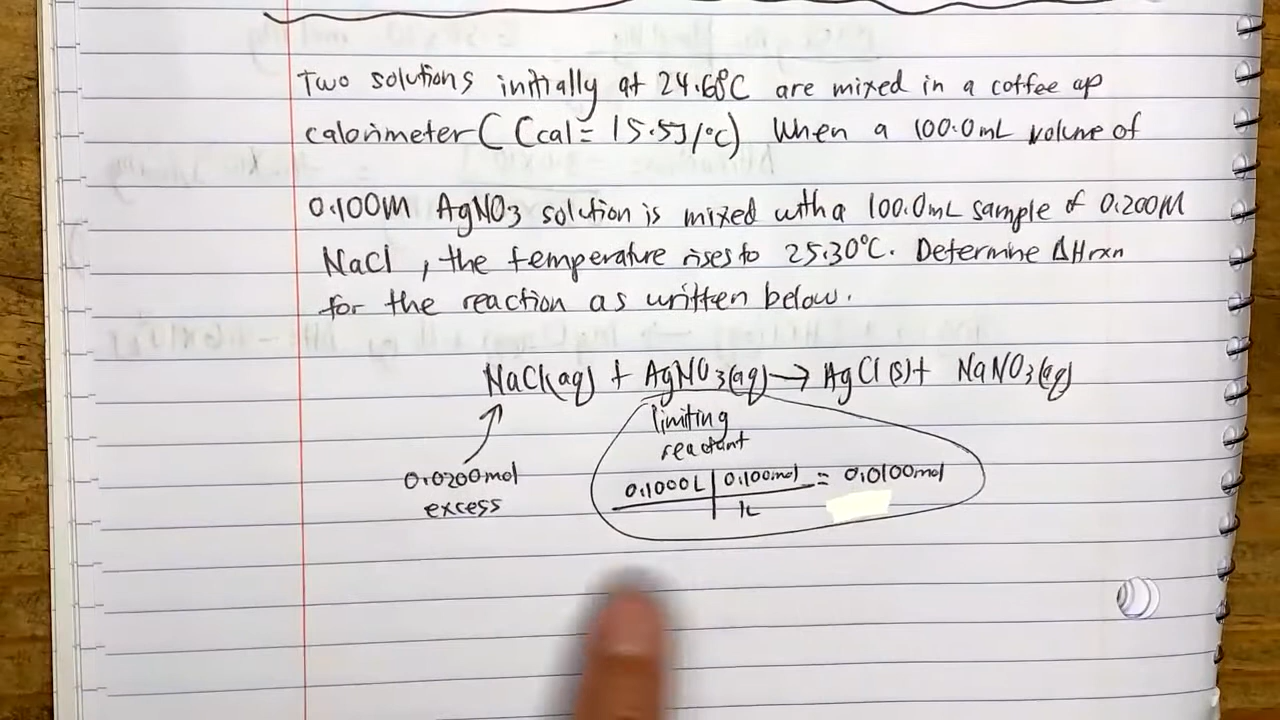 Two solutions initially at 24.68°C are mixed in a coffee cup
calorimeter (Ccal = 15.5J/°C) When a 100.0mL volume of
0.100M AgNO3 solution is mixed with a 100.0mL sample of 0.200M
NaCl, the temperature rises to 25.30°C. Determine ΔHrxn
for the reaction as written below.
NaCl(aq) + AgNO3(aq) → AgCl(s) + NaNO3(aq)
limiting
reactant
0.0200mol
excess
0.1000L | 0.100mol = 0.0100mol
1L